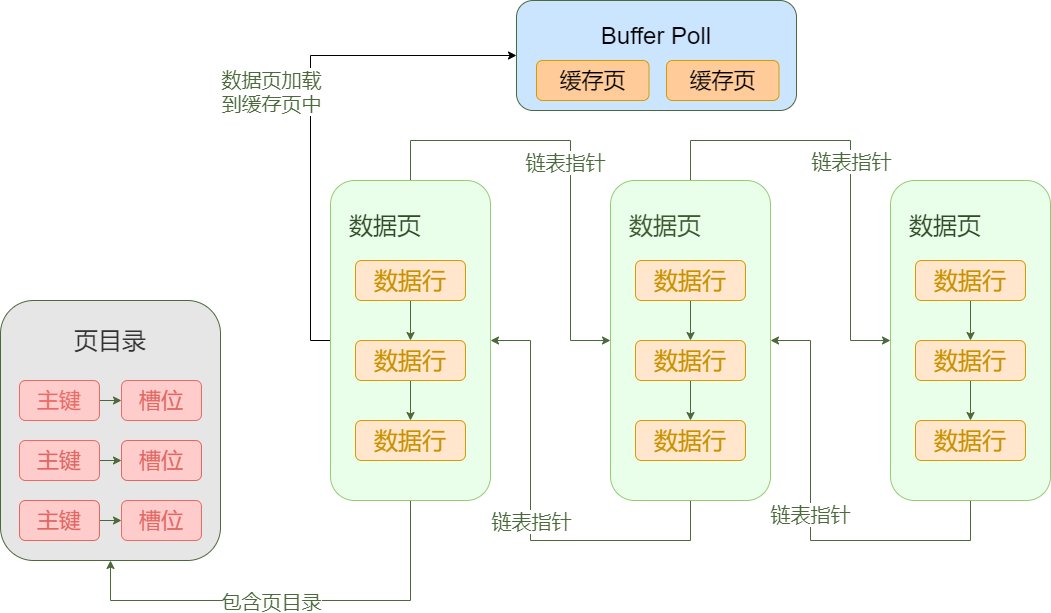 Buffer Poll
缓存页
缓存页
数据页加载
到缓存页中
链表指针
链表指针
数据页
数据行
数据行
数据行
数据页
数据行
数据行
数据行
数据页
数据行
数据行
数据行
页目录
主键
槽位
主键
槽位
主键
槽位
链表指针
链表指针
包含页目录